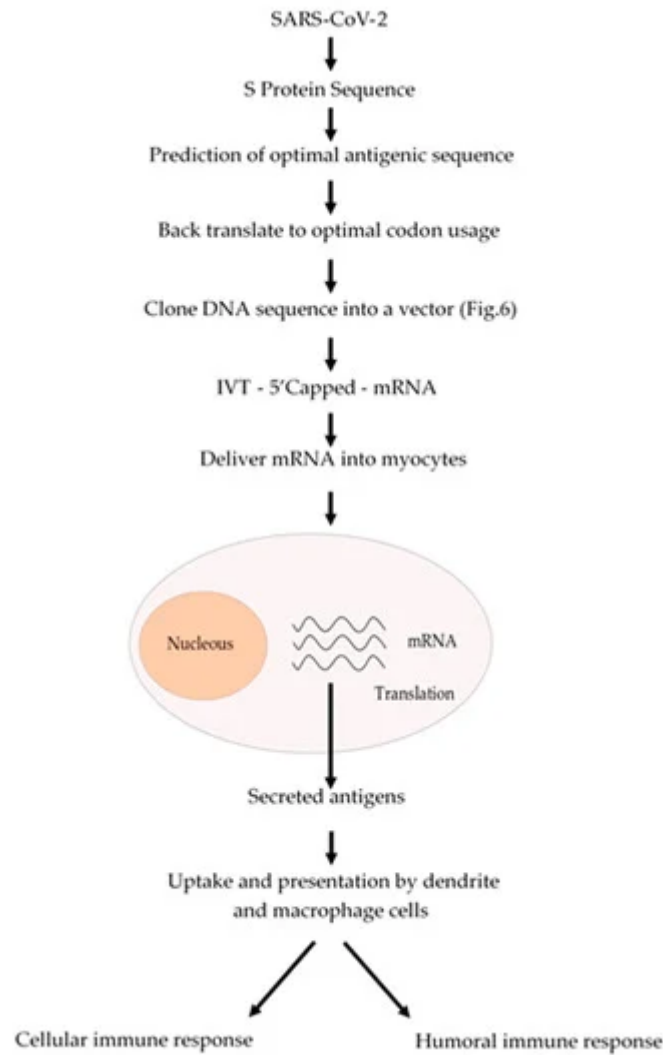 SARS-CoV-2
S Protein Sequence
Prediction of optimal antigenic sequence
Back translate to optimal codon usage
Clone DNA sequence into a vector (Fig.6)
IVT - 5'Capped - mRNA
Deliver mRNA into myocytes
Nucleous
mRNA
Translation
Secreted antigens
Uptake and presentation by dendrite
and macrophage cells
Cellular immune response
Humoral immune response